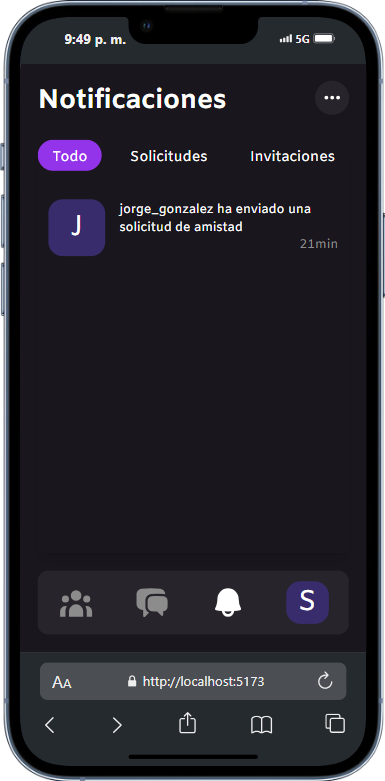 9:49 p. m.
5G
Notificaciones
Todo
Solicitudes
Invitaciones
J
jorge_gonzalez ha enviado una
solicitud de amistad
21min
S
AA
http://localhost:5173